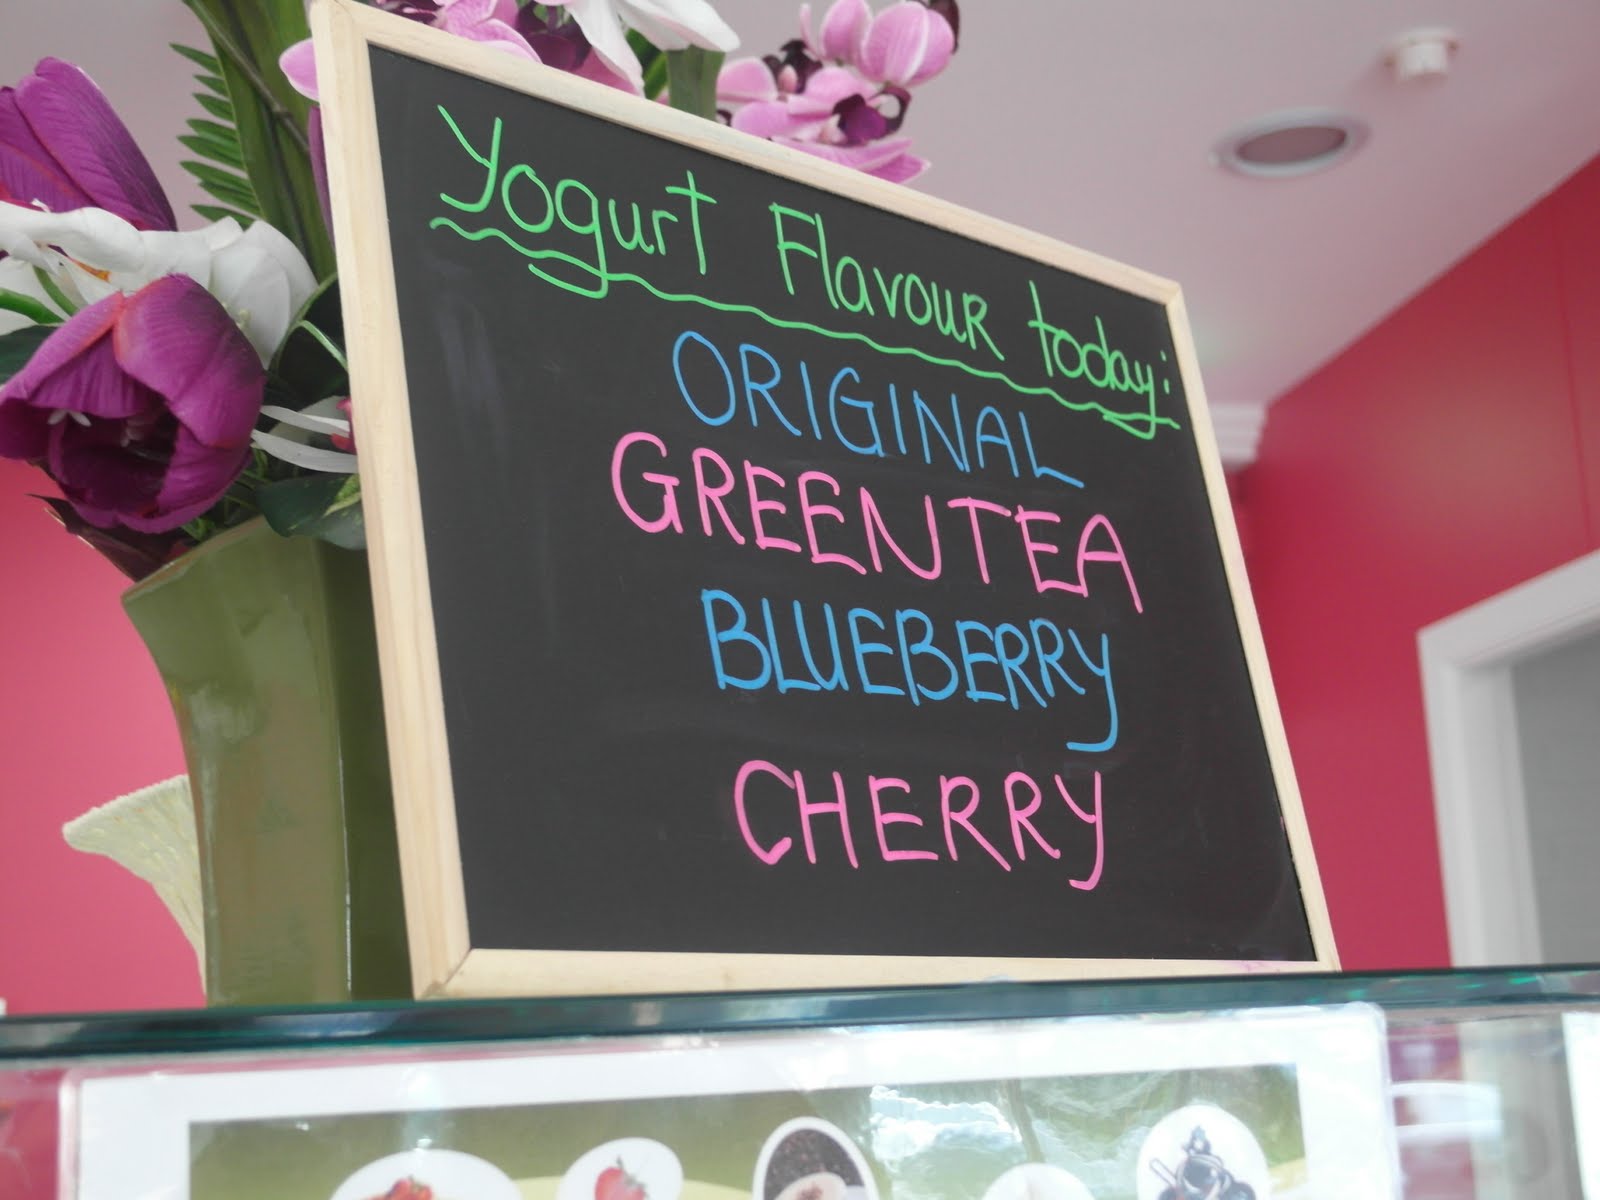 Yogurt Flavour today:
ORIGINAL
GREENTEA
BLUEBERRY
CHERRY